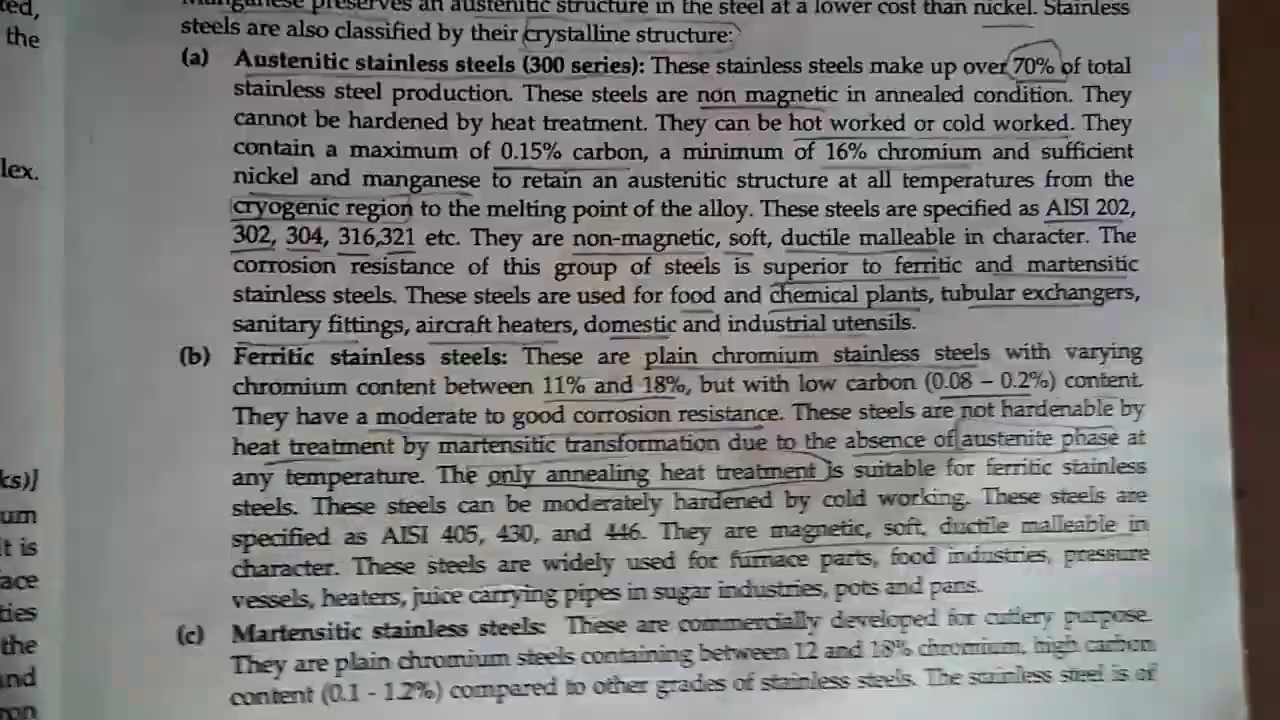 ted,
the
lex.
ks)]
um
it is
ace
ties
the
and
Manganese preserves an austenitic structure in the steel at a lower cost than nickel. Stainless
steels are also classified by their crystalline structure:
(a) Austenitic stainless steels (300 series): These stainless steels make up over 70% of total
stainless steel production. These steels are non magnetic in annealed condition. They
cannot be hardened by heat treatment. They can be hot worked or cold worked. They
contain a maximum of 0.15% carbon, a minimum of 16% chromium and sufficient
nickel and manganese to retain an austenitic structure at all temperatures from the
cryogenic region to the melting point of the alloy. These steels are specified as AISI 202,
302, 304, 316,321 etc. They are non-magnetic, soft, ductile malleable in character. The
corrosion resistance of this group of steels is superior to ferritic and martensitic
stainless steels. These steels are used for food and chemical plants, tubular exchangers,
sanitary fittings, aircraft heaters, domestic and industrial utensils.
(b) Ferritic stainless steels: These are plain chromium stainless steels with varying
chromium content between 11% and 18%, but with low carbon (0.08 – 0.2%) content.
They have a moderate to good corrosion resistance. These steels are not hardenable by
heat treatment by martensitic transformation due to the absence of austenite phase at
any temperature. The only annealing heat treatment is suitable for ferritic stainless
steels. These steels can be moderately hardened by cold working. These steels are
specified as AISI 405, 430, and 446. They are magnetic, soft, ductile malleable in
character. These steels are widely used for furnace parts, food industries, pressure
vessels, heaters, juice carrying pipes in sugar industries, pots and pans.
(c) Martensitic stainless steels: These are commercially developed for cutlery purpose.
They are plain chromium steels containing between 12 and 18% chromium, high carbon
content (0.1 - 1.2%) compared to other grades of stainless steels. The stainless steel is of